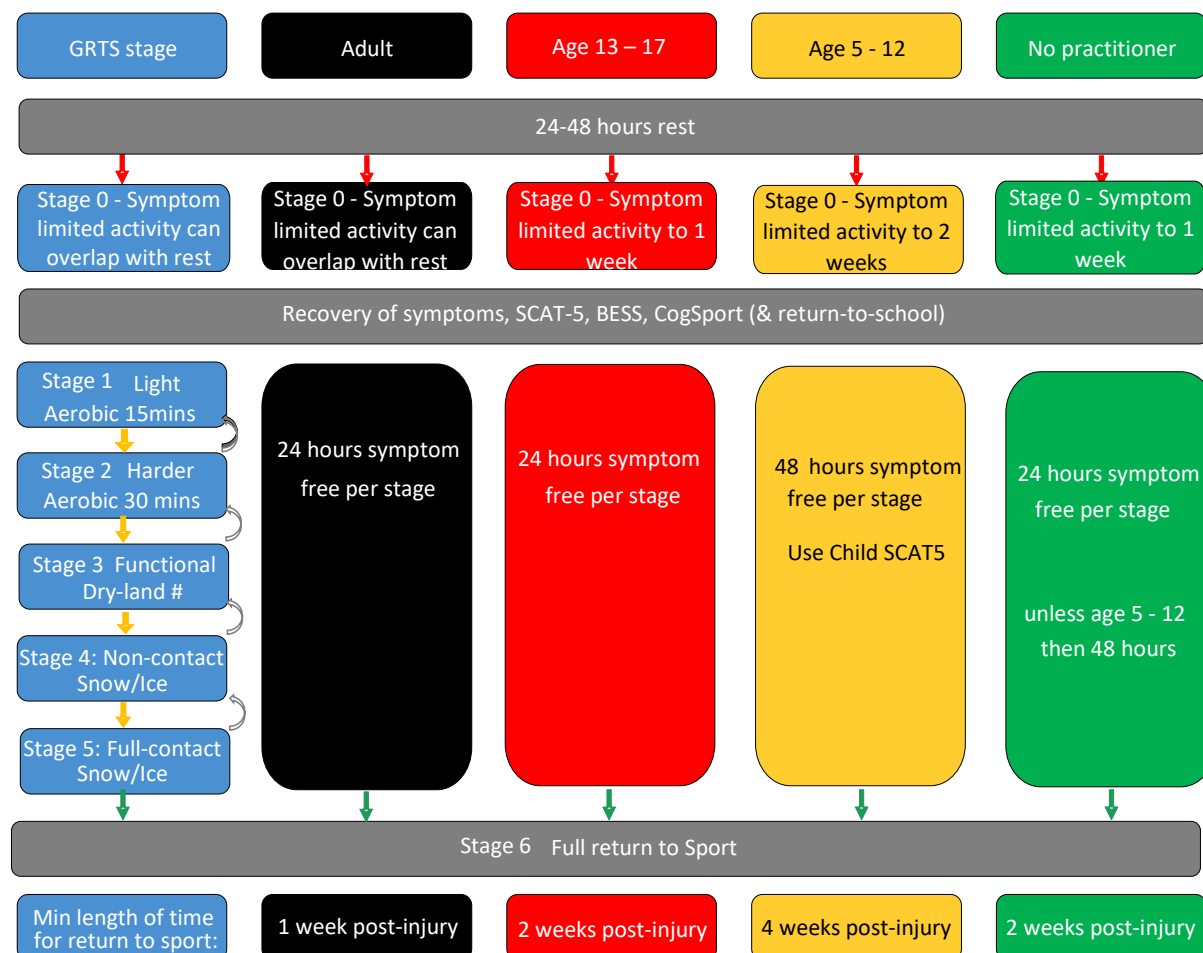 GRTS stage
Adult
Age 13 – 17
Age 5 - 12
No practitioner
24-48 hours rest
Stage 0 - Symptom
limited activity can
overlap with rest
Stage 0 - Symptom
limited activity can
overlap with rest
Stage 0 - Symptom
limited activity to 1
week
Stage 0 - Symptom
limited activity to 2
weeks
Stage 0 - Symptom
limited activity to 1
week
Recovery of symptoms, SCAT-5, BESS, CogSport (& return-to-school)
Stage 1 Light
Aerobic 15mins
Stage 2 Harder
Aerobic 30 mins
Stage 3 Functional
Dry-land #
Stage 4: Non-contact
Snow/Ice
Stage 5: Full-contact
Snow/Ice
24 hours symptom
free per stage
24 hours symptom
free per stage
48 hours symptom
free per stage
Use Child SCAT5
24 hours symptom
free per stage
unless age 5 - 12
then 48 hours
Stage 6 Full return to Sport
Min length of time
for return to sport:
1 week post-injury
2 weeks post-injury
4 weeks post-injury
2 weeks post-injury